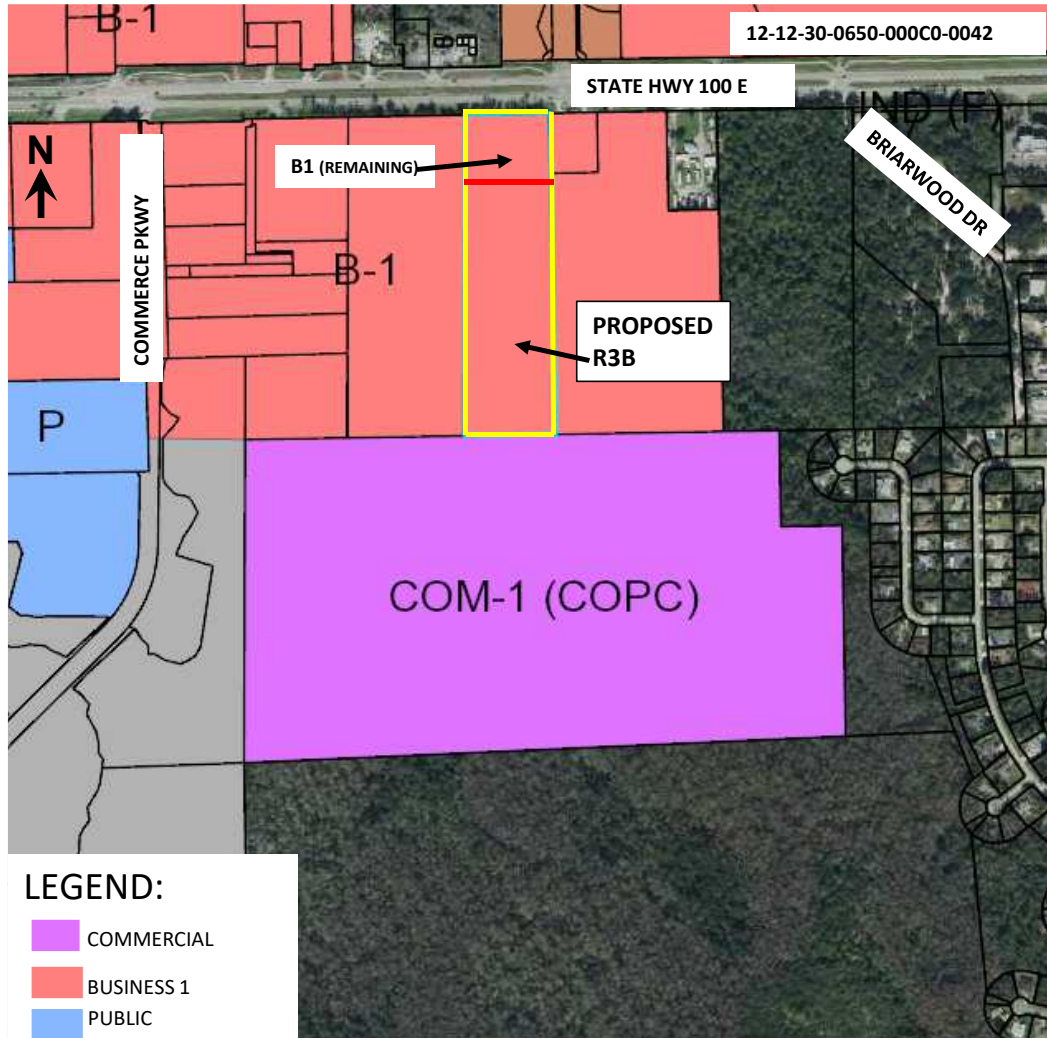 B-1
12-12-30-0650-000C0-0042
STATE HWY 100 E
IND (F)
N
B1 (REMAINING)
COMMERCE PKWY
BRIARWOOD DR
B-1
PROPOSED
R3B
P
COM-1 (COPC)
LEGEND:
COMMERCIAL
BUSINESS 1
PUBLIC